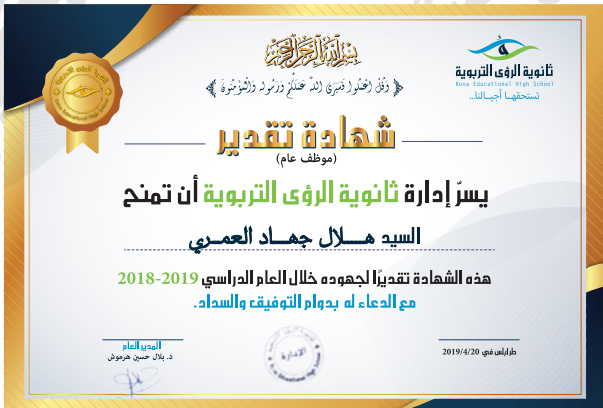 بسم الله الرحمن الرحيم
﴿ وَقُلِ اعْمَلُوا فَسَيَرَى اللَّهُ عَمَلَكُمْ وَرَسُولُهُ وَالْمُؤْمِنُونَ ﴾
ثانوية الرؤى التربوية
Roua Educational High School
تستحقها أجيالنا...
شهادة تقدير
(موظف عام)
يسرّ إدارة ثانوية الرؤى التربوية أن تمنح
السيد هـــلال جهــاد العمــري
هذه الشهادة تقديرًا لجهوده خلال العام الدراسي 2019-2018
مع الدعاء له بدوام التوفيق والسداد.
طرابلس في 2019/4/20
الإدارة
المدير العام
د. بلال حسين هرموش